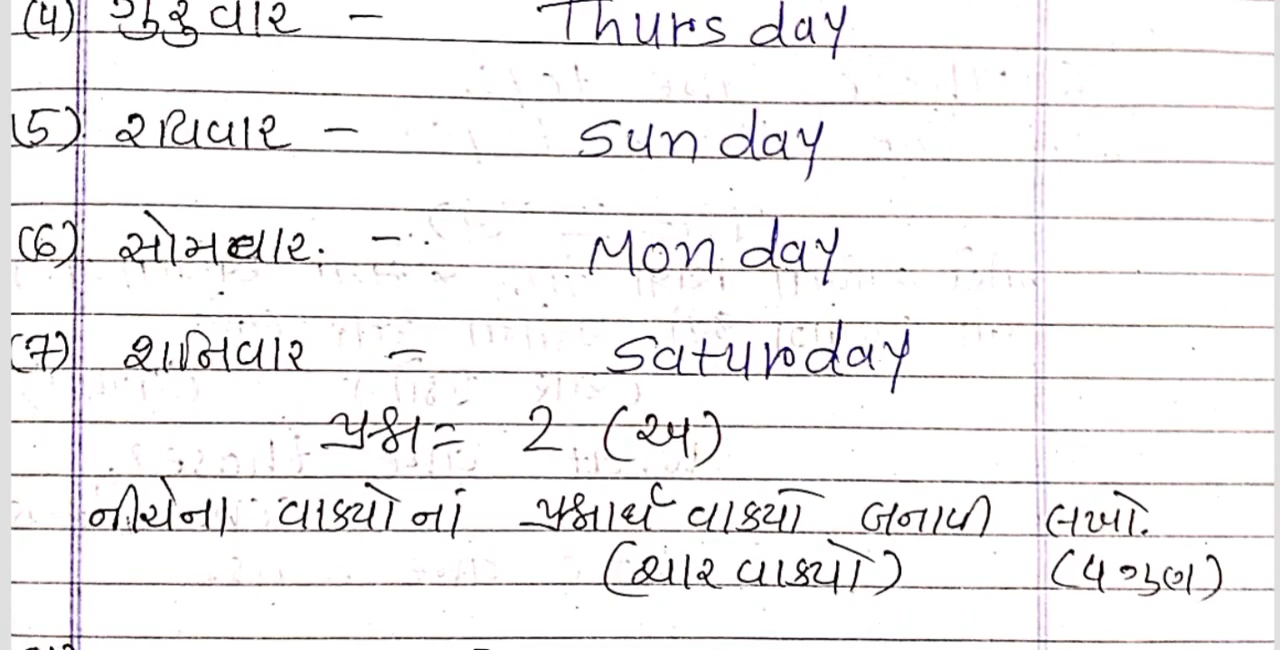 (4) ગુરુવાર - Thursday
(5) રવિવાર - Sunday
(6) સોમવાર. - Monday
(7) શનિવાર - Saturday
પ્રશ્ન = 2 (અ)
નીચેના વાક્યોનાં પ્રશ્નાર્થ વાક્યો બનાવી લખો.
(ચાર વાક્યો) (4 ગુણ)